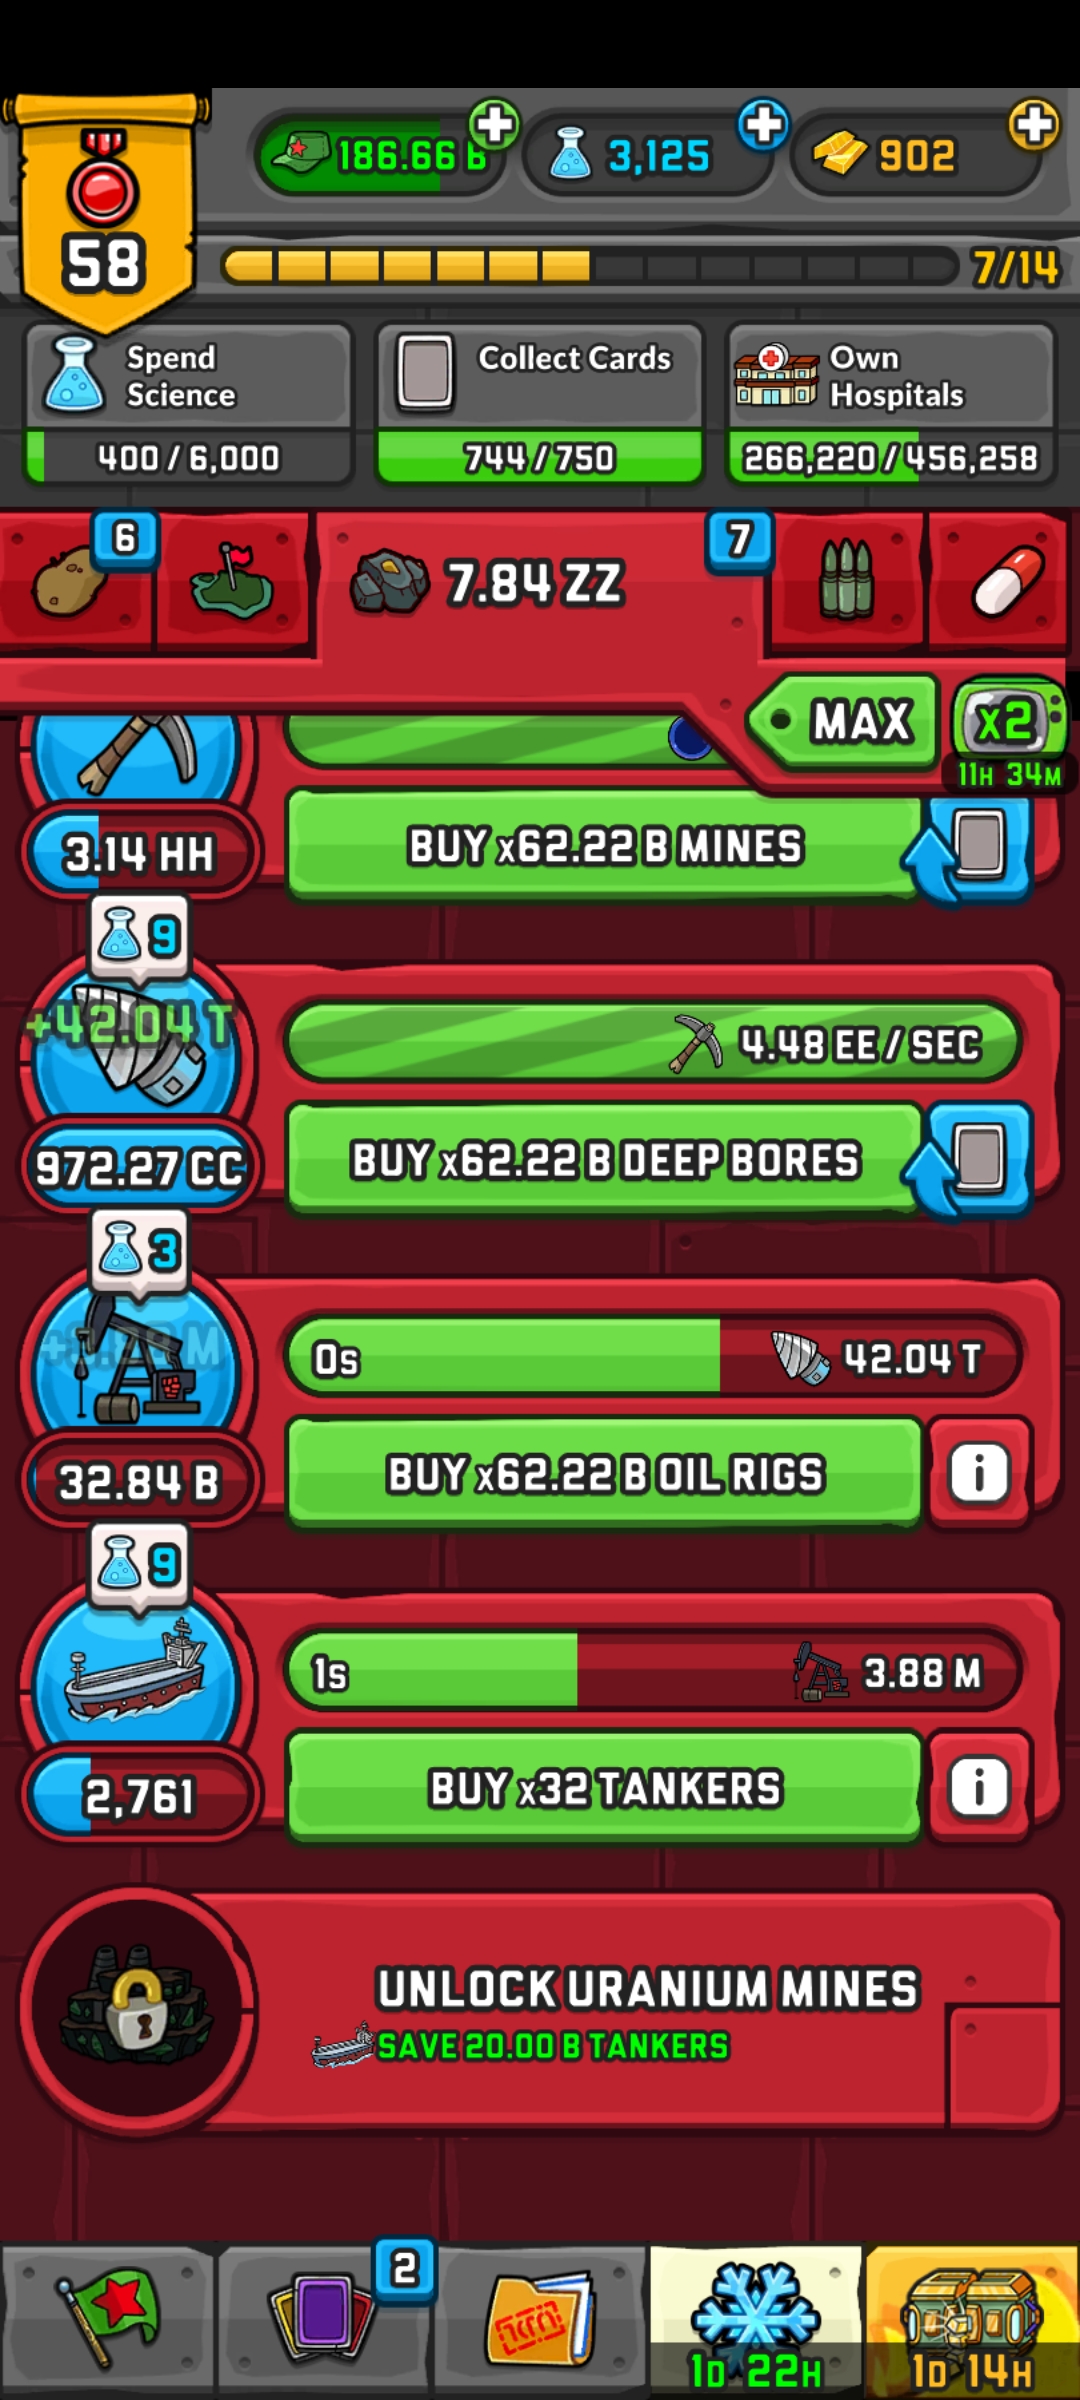 58
186.66 B
3,125
902
7/14
Spend
Science
400 / 6,000
Collect Cards
744 / 750
Own
Hospitals
266,220 / 456,258
6
7.84 ZZ
7
MAX
x2
11H 34M
3.14 HH
BUY x62.22 B MINES
9
+42.04 T
4.48 EE / SEC
972.27 CC
BUY x62.22 B DEEP BORES
3
0s
42.04 T
32.84 B
BUY x62.22 B OIL RIGS
i
9
1s
3.88 M
2,761
BUY x32 TANKERS
i
UNLOCK URANIUM MINES
SAVE 20.00 B TANKERS
2
1D 22H
1D 14H